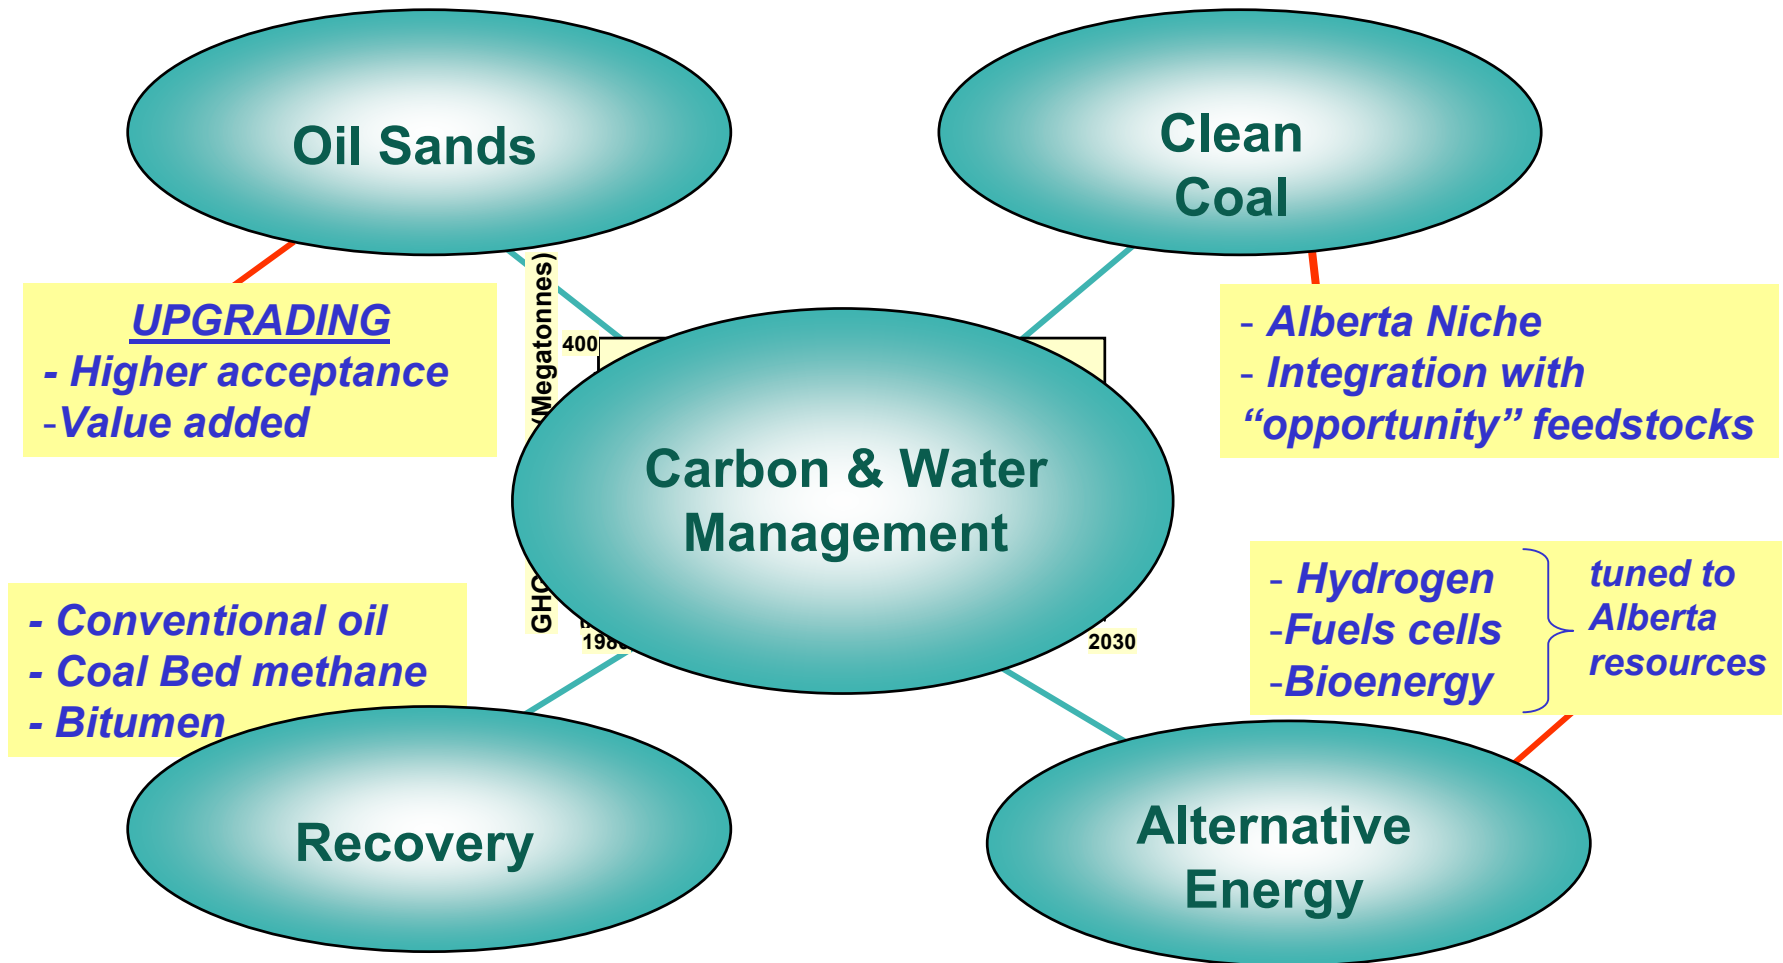 Oil Sands
Clean
Coal
UPGRADING
- Higher acceptance
-Value added
(Megatonnes)
400
- Alberta Niche
- Integration with
“opportunity” feedstocks
Carbon & Water
Management
- Conventional oil
- Coal Bed methane
- Bitumen
2030
- Hydrogen
-Fuels cells
-Bioenergy
tuned to
Alberta
resources
Recovery
Alternative
Energy